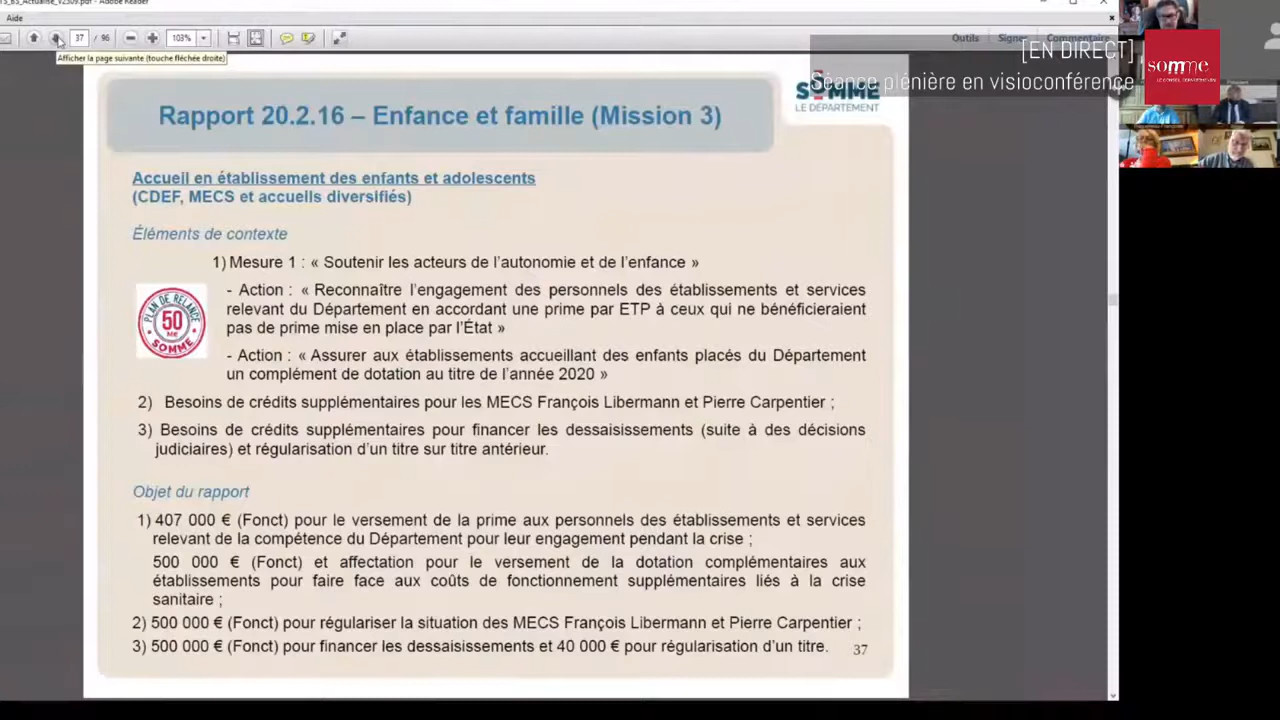 TS_BS_Actualisé_V2309.pdf - Adobe Reader
Aide
37 / 96
103%
Outils
Signer
Commentaire
Afficher la page suivante (touche fléchée droite)
[EN DIRECT]
Séance plénière en visioconférence
somme
LE CONSEIL DÉPARTEMENTAL
SOMME
LE DÉPARTEMENT
Rapport 20.2.16 – Enfance et famille (Mission 3)
Accueil en établissement des enfants et adolescents
(CDEF, MECS et accueils diversifiés)
Éléments de contexte
1) Mesure 1 : « Soutenir les acteurs de l’autonomie et de l’enfance »
- Action : « Reconnaître l’engagement des personnels des établissements et services
relevant du Département en accordant une prime par ETP à ceux qui ne bénéficieraient
pas de prime mise en place par l’État »
PLAN DE RELANCE
50
M€
SOMME
- Action : « Assurer aux établissements accueillant des enfants placés du Département
un complément de dotation au titre de l’année 2020 »
2) Besoins de crédits supplémentaires pour les MECS François Libermann et Pierre Carpentier ;
3) Besoins de crédits supplémentaires pour financer les dessaisissements (suite à des décisions
judiciaires) et régularisation d’un titre sur titre antérieur.
Objet du rapport
1) 407 000 € (Fonct) pour le versement de la prime aux personnels des établissements et services
relevant de la compétence du Département pour leur engagement pendant la crise ;
500 000 € (Fonct) et affectation pour le versement de la dotation complémentaires aux
établissements pour faire face aux coûts de fonctionnement supplémentaires liés à la crise
sanitaire ;
2) 500 000 € (Fonct) pour régulariser la situation des MECS François Libermann et Pierre Carpentier ;
3) 500 000 € (Fonct) pour financer les dessaisissements et 40 000 € pour régularisation d’un titre.
37